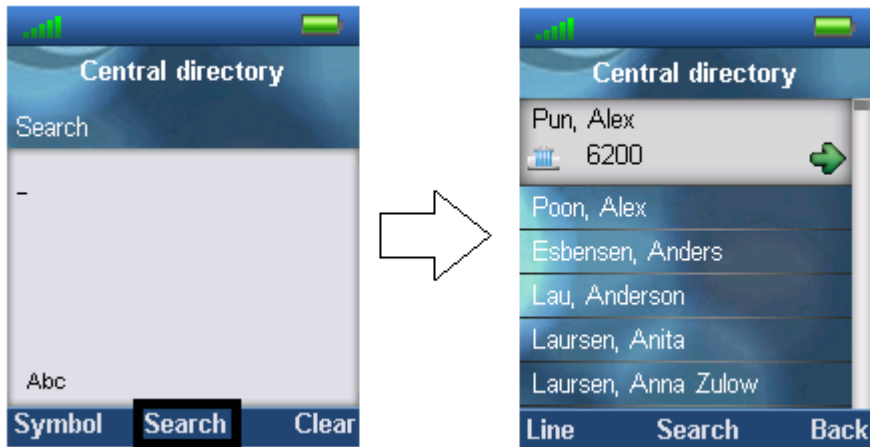 Central directory
Search
_
Abc
Symbol Search Clear
Central directory
Pun, Alex
6200
Poon, Alex
Esbensen, Anders
Lau, Anderson
Laursen, Anita
Laursen, Anna Zulow
Line Search Back